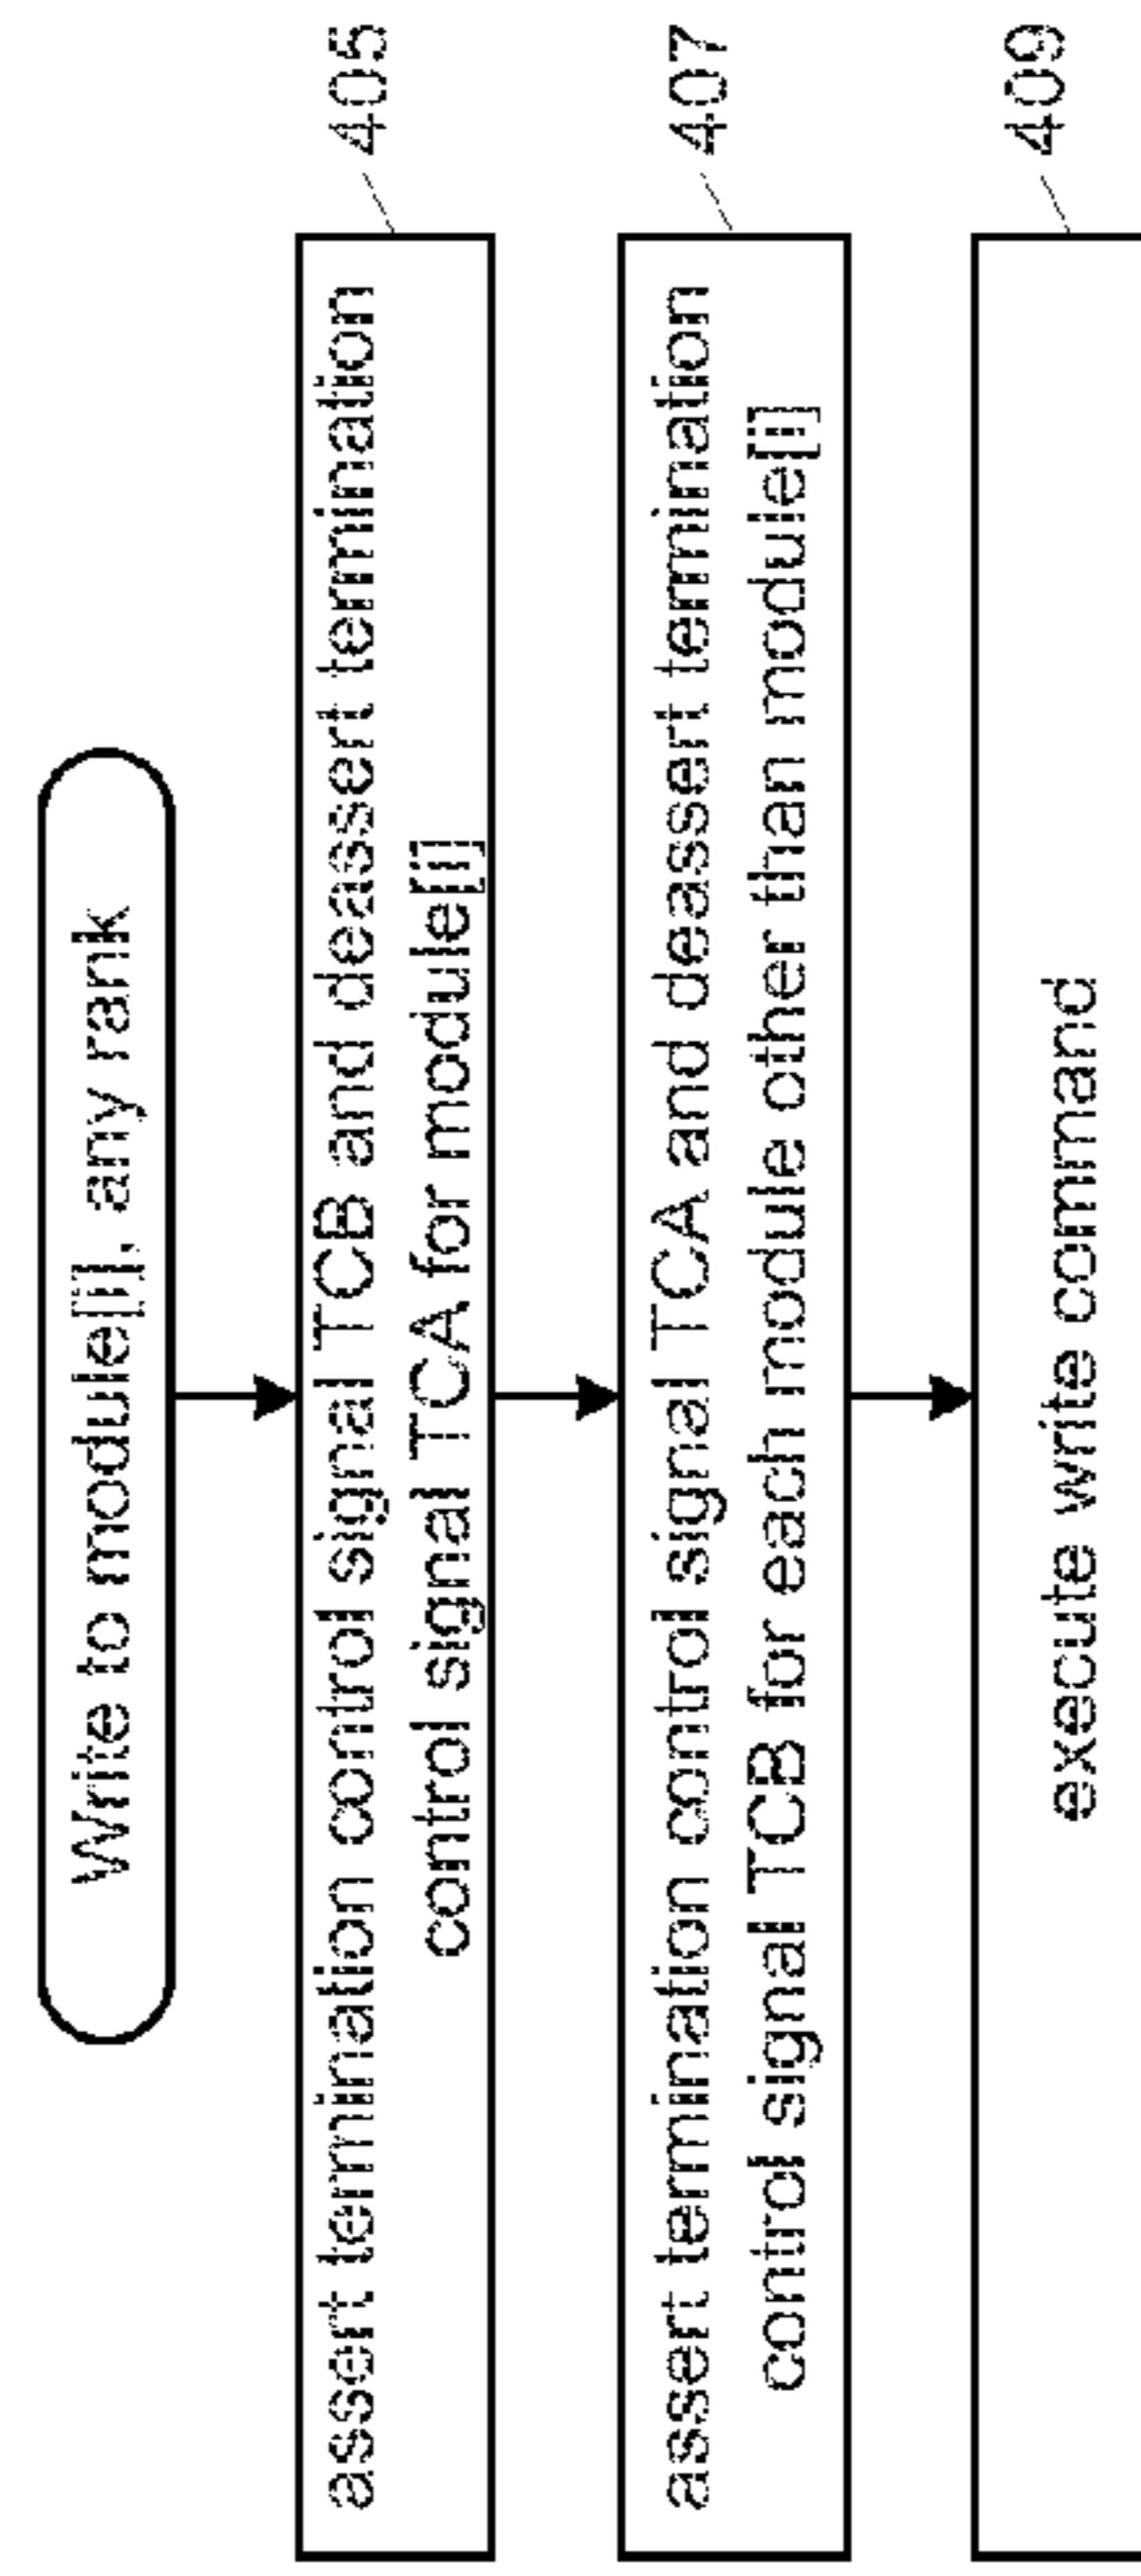 Write to module[i], any rank
assert termination control signal TCB and deassert termination
control signal TCA for module[i]
405
assert termination control signal TCA and deassert termination
control signal TCB for each module other than module[i]
407
execute write command
409